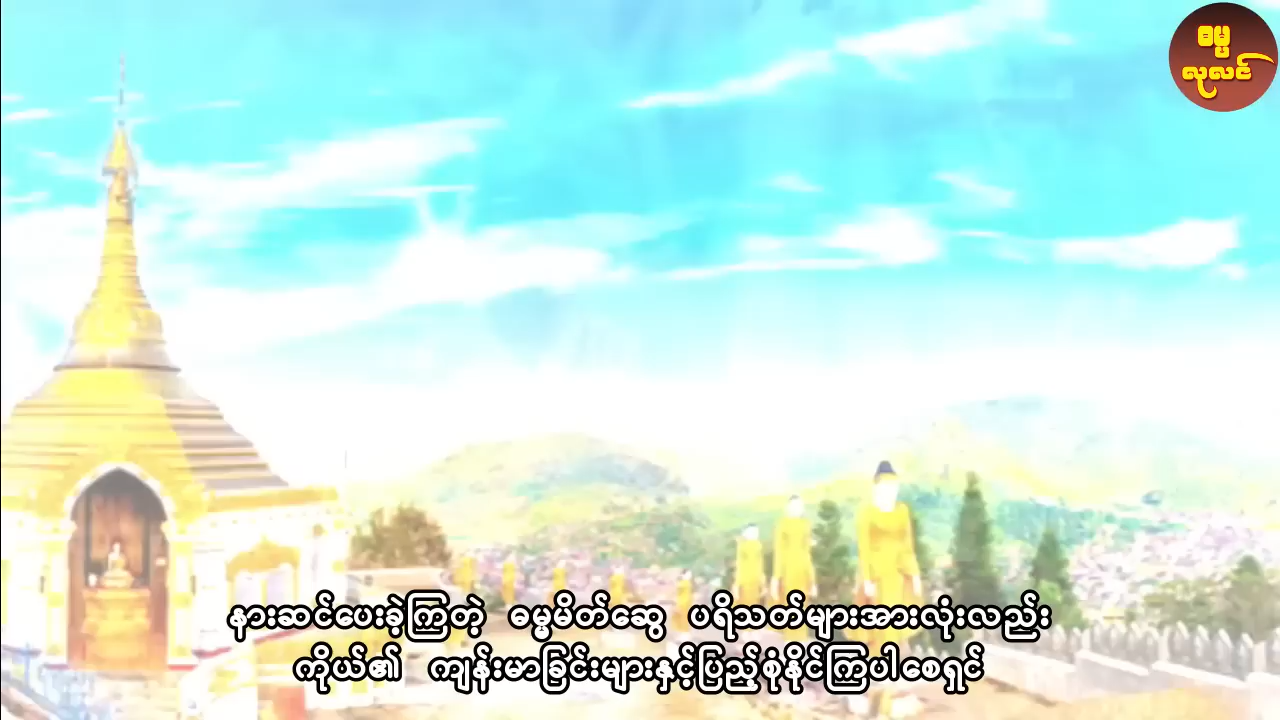 ဓမ္မ
လုလင်
နားဆင်ပေးခဲ့ကြတဲ့ ဓမ္မမိတ်ဆွေ ပရိသတ်များအားလုံးလည်း
ကိုယ်၏ ကျန်းမာခြင်းများနှင့်ပြည့်စုံနိုင်ကြပါစေရှင်